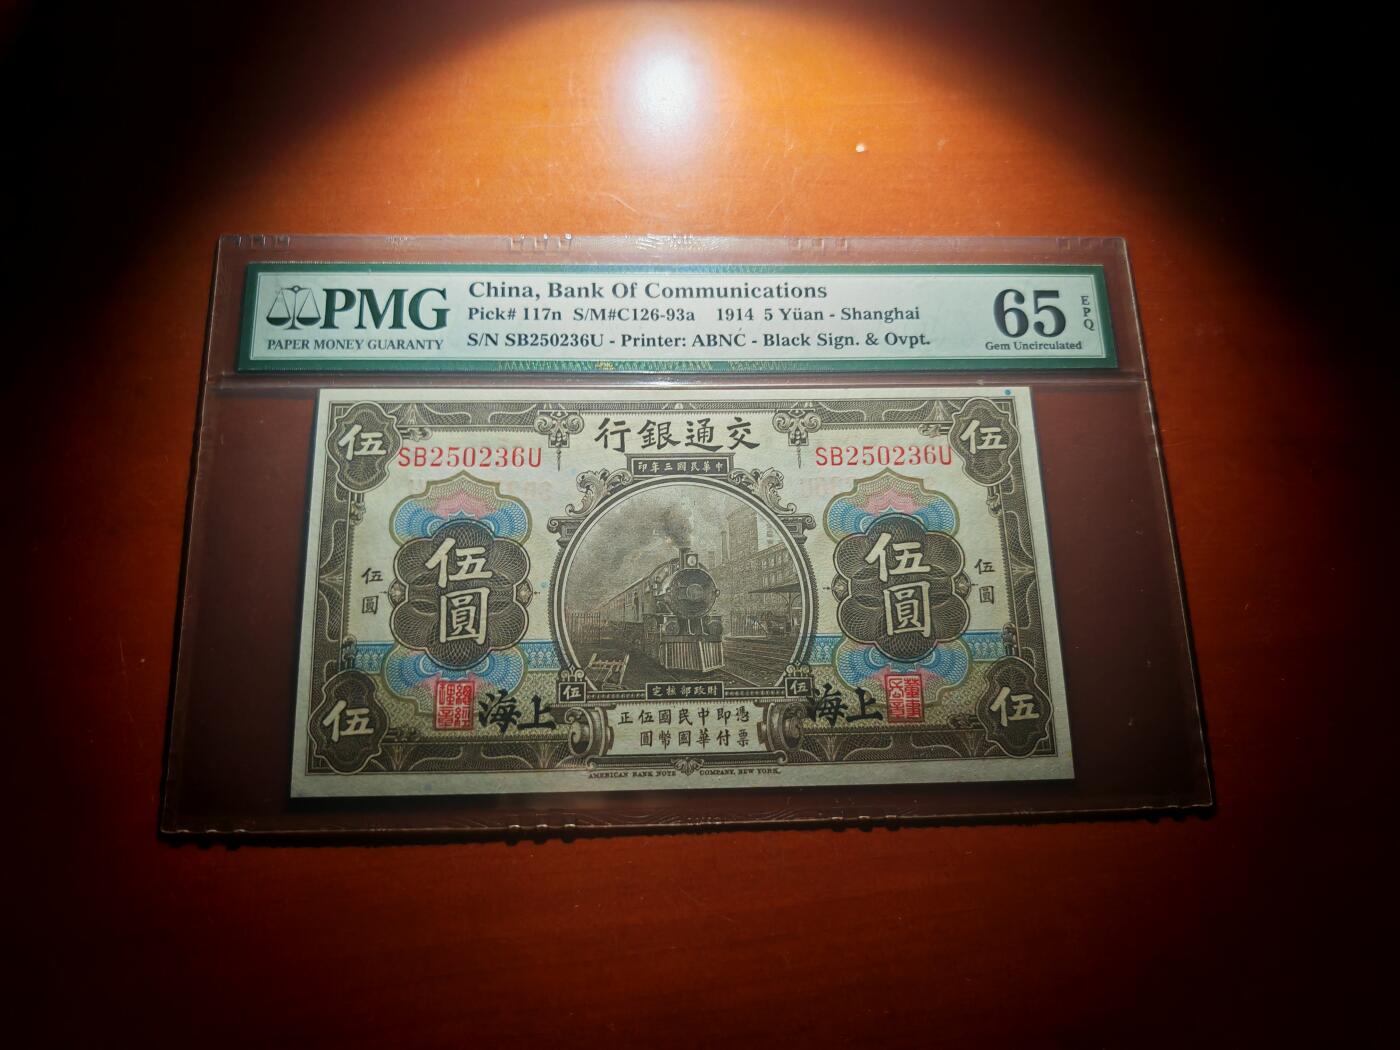 PMG
PAPER MONEY GUARANTY
China, Bank Of Communications
Pick# 117n S/M#C126-93a 1914 5 Yüan - Shanghai
S/N SB250236U - Printer: ABNC - Black Sign. & Ovpt.
65
EPQ
Gem Uncirculated
行銀通交
伍
伍
SB250236U
SB250236U
印年三國民華中
伍圓
伍圓
伍圓
伍圓
定核部政財
伍
伍
海上
海上
正伍國民中即憑
圓幣國華付票
伍
伍
AMERICAN BANK NOTE COMPANY, NEW YORK.